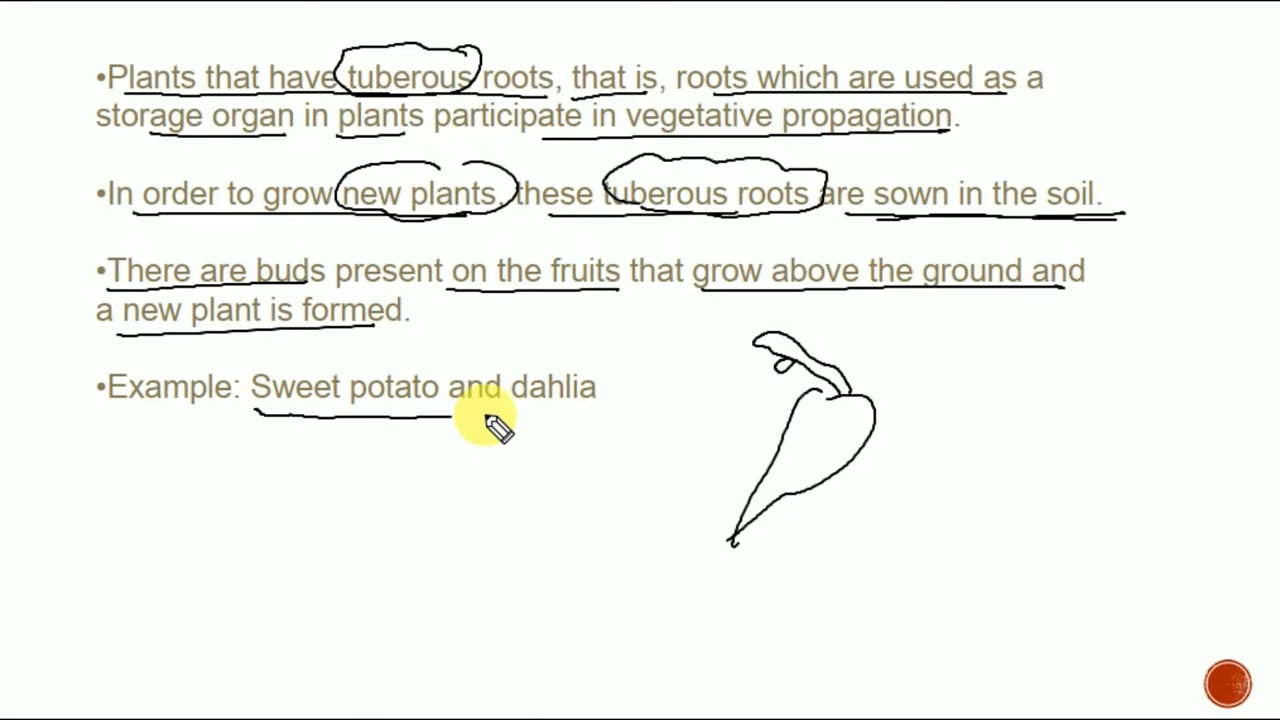 •Plants that have tuberous roots, that is, roots which are used as a
storage organ in plants participate in vegetative propagation.
•In order to grow new plants, these tuberous roots are sown in the soil.
•There are buds present on the fruits that grow above the ground and
a new plant is formed.
•Example: Sweet potato and dahlia